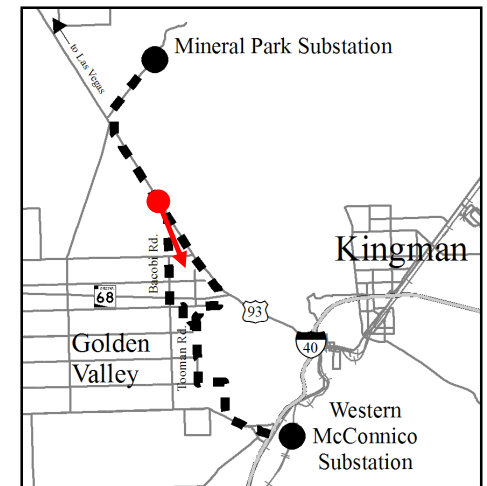 to Las Vegas
Mineral Park Substation
Bacobi Rd.
Kingman
68
93
Golden
Valley
Tooman Rd.
40
Western
McConnico
Substation